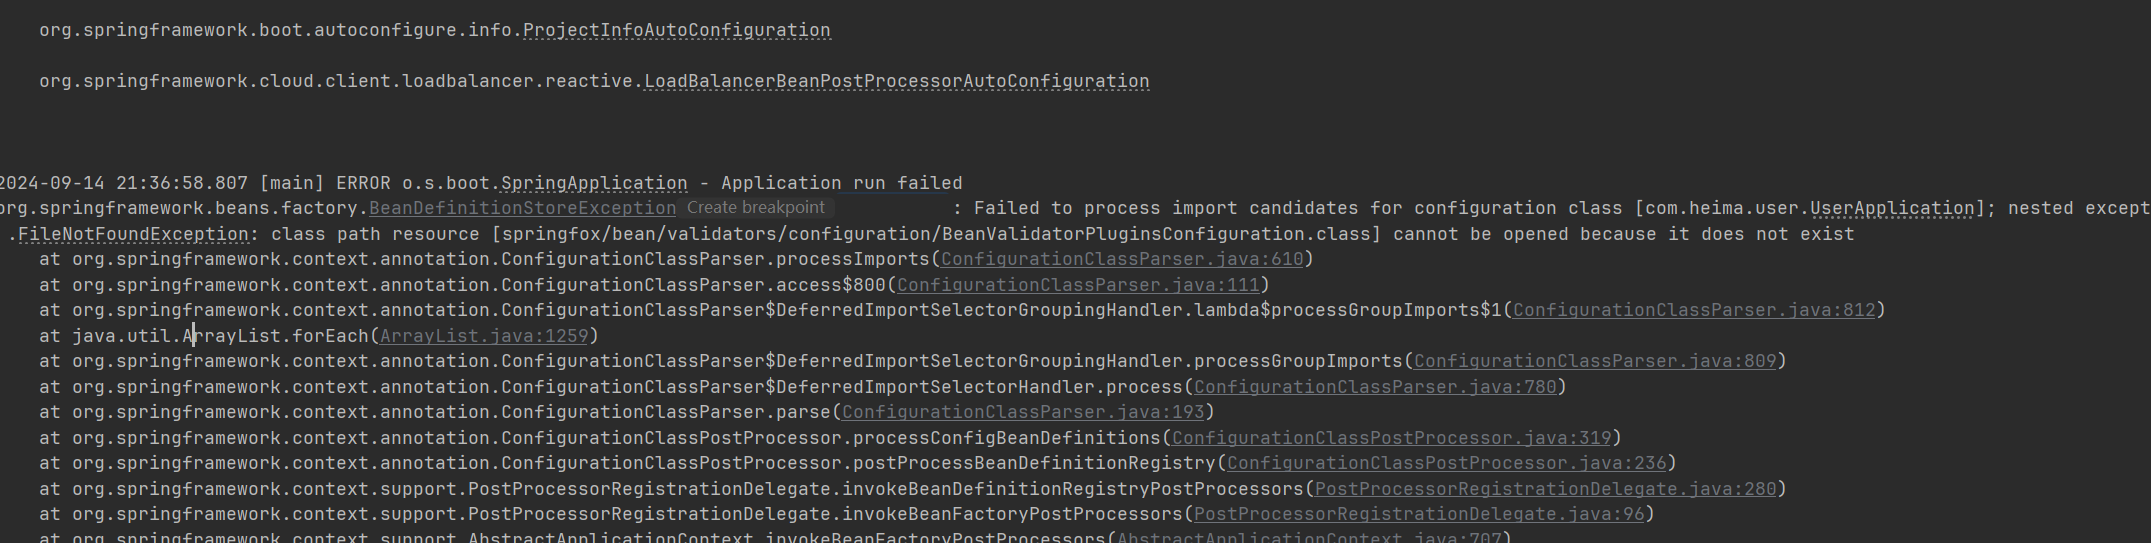 org.springframework.boot.autoconfigure.info.ProjectInfoAutoConfiguration
org.springframework.cloud.client.loadbalancer.reactive.LoadBalancerBeanPostProcessorAutoConfiguration
2024-09-14 21:36:58.807 [main] ERROR o.s.boot.SpringApplication - Application run failed
org.springframework.beans.factory.BeanDefinitionStoreException Create breakpoint : Failed to process import candidates for configuration class [com.heima.user.UserApplication]; nested except
.FileNotFoundException: class path resource [springfox/bean/validators/configuration/BeanValidatorPluginsConfiguration.class] cannot be opened because it does not exist
at org.springframework.context.annotation.ConfigurationClassParser.processImports(ConfigurationClassParser.java:610)
at org.springframework.context.annotation.ConfigurationClassParser.access$800(ConfigurationClassParser.java:111)
at org.springframework.context.annotation.ConfigurationClassParser$DeferredImportSelectorGroupingHandler.lambda$processGroupImports$1(ConfigurationClassParser.java:812)
at java.util.ArrayList.forEach(ArrayList.java:1259)
at org.springframework.context.annotation.ConfigurationClassParser$DeferredImportSelectorGroupingHandler.processGroupImports(ConfigurationClassParser.java:809)
at org.springframework.context.annotation.ConfigurationClassParser$DeferredImportSelectorHandler.process(ConfigurationClassParser.java:780)
at org.springframework.context.annotation.ConfigurationClassParser.parse(ConfigurationClassParser.java:193)
at org.springframework.context.annotation.ConfigurationClassPostProcessor.processConfigBeanDefinitions(ConfigurationClassPostProcessor.java:319)
at org.springframework.context.annotation.ConfigurationClassPostProcessor.postProcessBeanDefinitionRegistry(ConfigurationClassPostProcessor.java:236)
at org.springframework.context.support.PostProcessorRegistrationDelegate.invokeBeanDefinitionRegistryPostProcessors(PostProcessorRegistrationDelegate.java:280)
at org.springframework.context.support.PostProcessorRegistrationDelegate.invokeBeanFactoryPostProcessors(PostProcessorRegistrationDelegate.java:96)
at org.springframework.context.support.AbstractApplicationContext.invokeBeanFactoryPostProcessors(AbstractApplicationContext.java:707)